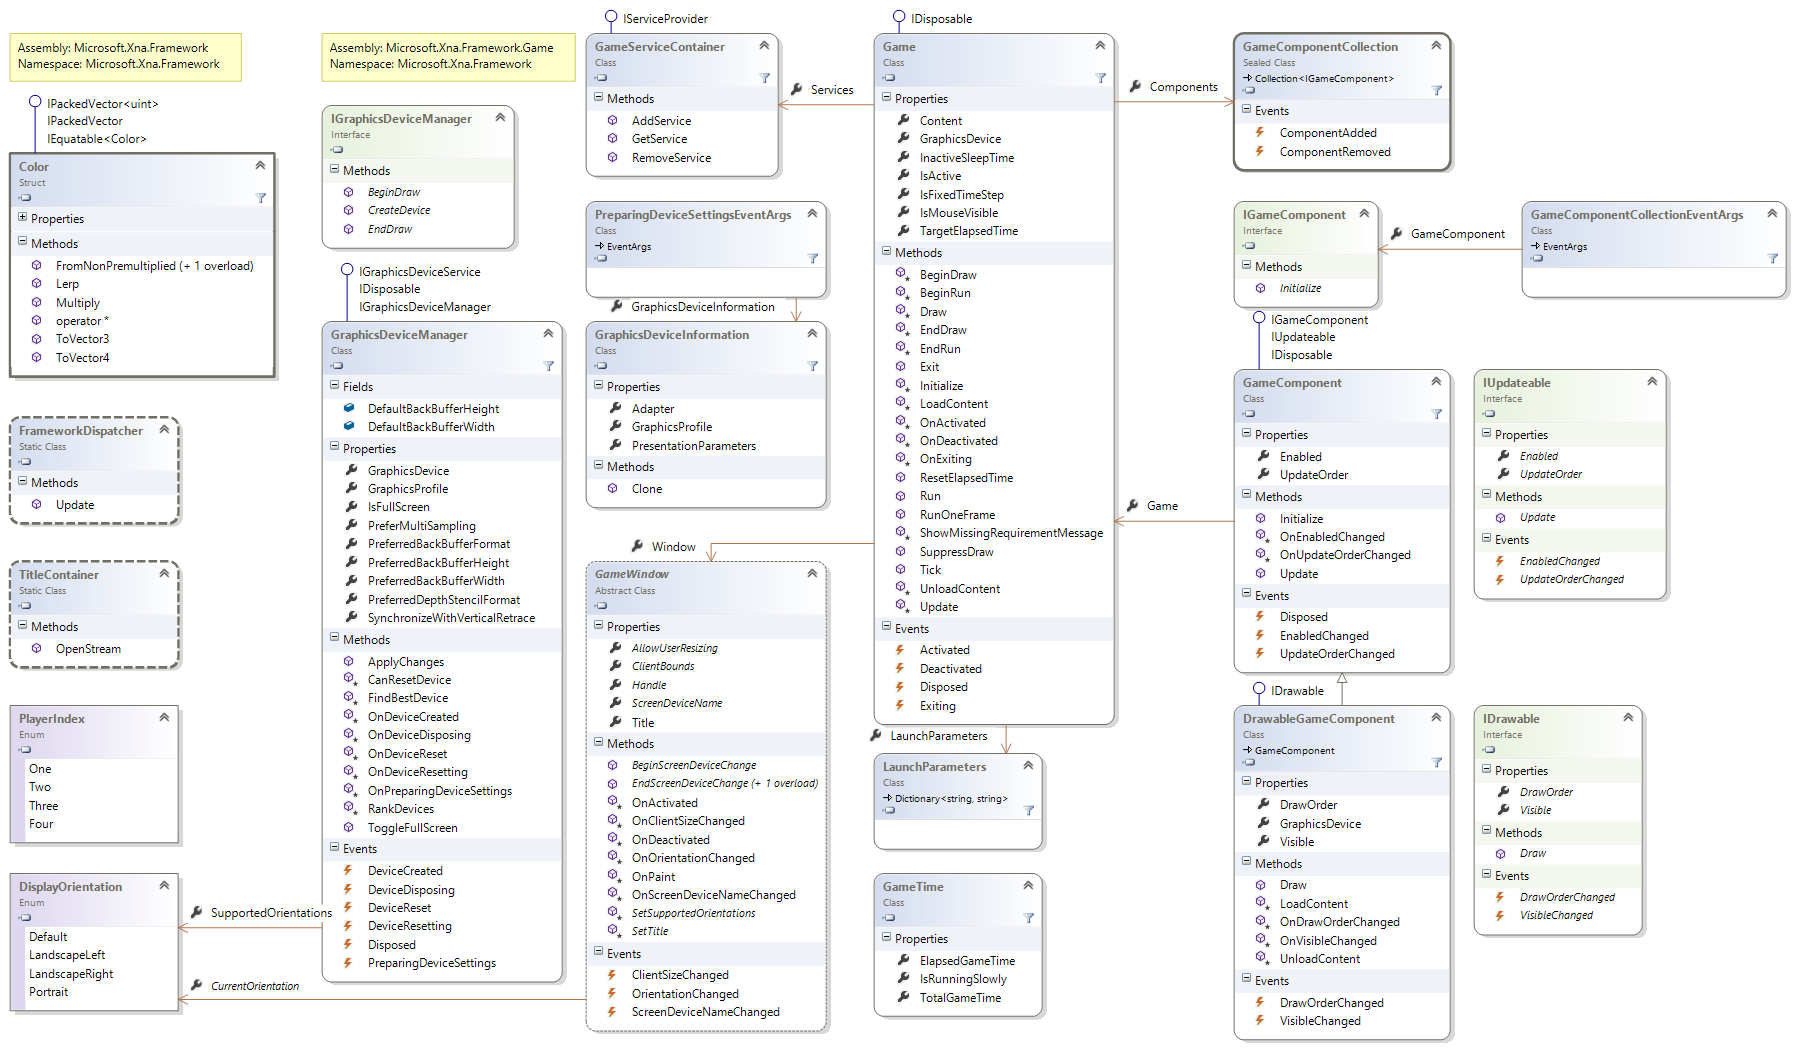 Assembly: Microsoft.Xna.Framework
Namespace: Microsoft.Xna.Framework
IPackedVector<uint>
IPackedVector
IEquatable<Color>
Color
Struct
Properties
Methods
FromNonPremultiplied (+ 1 overload)
Lerp
Multiply
operator *
ToVector3
ToVector4
FrameworkDispatcher
Static Class
Methods
Update
TitleContainer
Static Class
Methods
OpenStream
PlayerIndex
Enum
One
Two
Three
Four
DisplayOrientation
Enum
Default
LandscapeLeft
LandscapeRight
Portrait
SupportedOrientations
CurrentOrientation
Assembly: Microsoft.Xna.Framework.Game
Namespace: Microsoft.Xna.Framework
IGraphicsDeviceManager
Interface
Methods
BeginDraw
CreateDevice
EndDraw
IGraphicsDeviceService
IDisposable
IGraphicsDeviceManager
GraphicsDeviceManager
Class
Fields
DefaultBackBufferHeight
DefaultBackBufferWidth
Properties
GraphicsDevice
GraphicsProfile
IsFullScreen
PreferMultiSampling
PreferredBackBufferFormat
PreferredBackBufferHeight
PreferredBackBufferWidth
PreferredDepthStencilFormat
SynchronizeWithVerticalRetrace
Methods
ApplyChanges
CanResetDevice
FindBestDevice
OnDeviceCreated
OnDeviceDisposing
OnDeviceReset
OnDeviceResetting
OnPreparingDeviceSettings
RankDevices
ToggleFullScreen
Events
DeviceCreated
DeviceDisposing
DeviceReset
DeviceResetting
Disposed
PreparingDeviceSettings
IServiceProvider
GameServiceContainer
Class
Methods
AddService
GetService
RemoveService
Services
PreparingDeviceSettingsEventArgs
Class
EventArgs
GraphicsDeviceInformation
GraphicsDeviceInformation
Class
Properties
Adapter
GraphicsProfile
PresentationParameters
Methods
Clone
Window
GameWindow
Abstract Class
Properties
AllowUserResizing
ClientBounds
Handle
ScreenDeviceName
Title
Methods
BeginScreenDeviceChange
EndScreenDeviceChange (+ 1 overload)
OnActivated
OnClientSizeChanged
OnDeactivated
OnOrientationChanged
OnPaint
OnScreenDeviceNameChanged
SetSupportedOrientations
SetTitle
Events
ClientSizeChanged
OrientationChanged
ScreenDeviceNameChanged
IDisposable
Game
Class
Properties
Content
GraphicsDevice
InactiveSleepTime
IsActive
IsFixedTimeStep
IsMouseVisible
TargetElapsedTime
Methods
BeginDraw
BeginRun
Draw
EndDraw
EndRun
Exit
Initialize
LoadContent
OnActivated
OnDeactivated
OnExiting
ResetElapsedTime
Run
RunOneFrame
ShowMissingRequirementMessage
SuppressDraw
Tick
UnloadContent
Update
Events
Activated
Deactivated
Disposed
Exiting
LaunchParameters
LaunchParameters
Class
Dictionary<string, string>
GameTime
Class
Properties
ElapsedGameTime
IsRunningSlowly
TotalGameTime
Components
GameComponentCollection
Sealed Class
Collection<IGameComponent>
Events
ComponentAdded
ComponentRemoved
IGameComponent
Interface
Methods
Initialize
GameComponent
GameComponentCollectionEventArgs
Class
EventArgs
IGameComponent
IUpdateable
IDisposable
GameComponent
Class
Properties
Enabled
UpdateOrder
Methods
Initialize
OnEnabledChanged
OnUpdateOrderChanged
Update
Events
Disposed
EnabledChanged
UpdateOrderChanged
Game
IUpdateable
Interface
Properties
Enabled
UpdateOrder
Methods
Update
Events
EnabledChanged
UpdateOrderChanged
IDrawable
DrawableGameComponent
Class
GameComponent
Properties
DrawOrder
GraphicsDevice
Visible
Methods
Draw
LoadContent
OnDrawOrderChanged
OnVisibleChanged
UnloadContent
Events
DrawOrderChanged
VisibleChanged
IDrawable
Interface
Properties
DrawOrder
Visible
Methods
Draw
Events
DrawOrderChanged
VisibleChanged